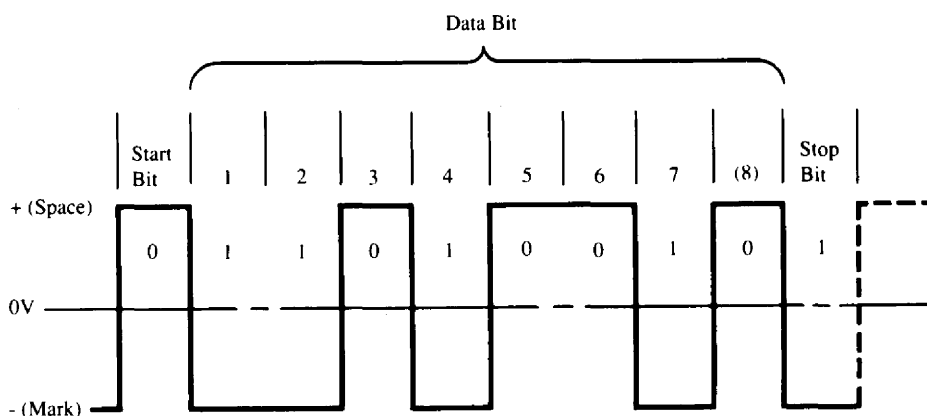 Data Bit
Start Bit 1 2 3 4 5 6 7 (8) Stop Bit
+ (Space)
0 1 1 0 1 0 0 1 0 1
0V
- (Mark)